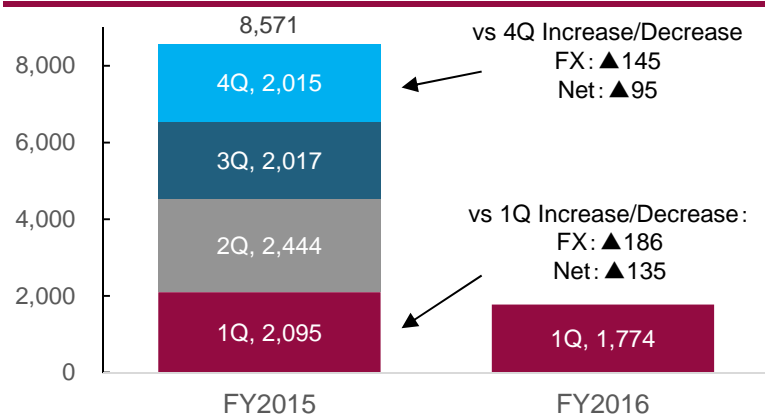 8,571
8,000
6,000
4,000
2,000
0
4Q, 2,015
3Q, 2,017
2Q, 2,444
1Q, 2,095
vs 4Q Increase/Decrease
FX: ▲145
Net: ▲95
vs 1Q Increase/Decrease:
FX: ▲186
Net: ▲135
1Q, 1,774
FY2015
FY2016